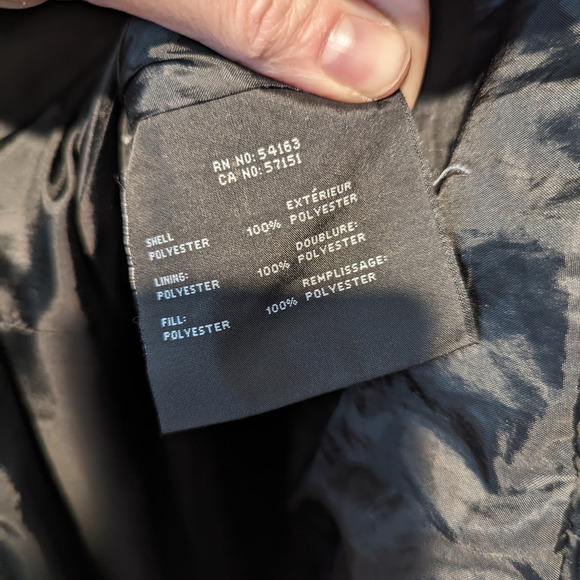 RN NO: 54163
CA NO: 57151
SHELL 100% EXTÉRIEUR
POLYESTER POLYESTER
LINING: 100% DOUBLURE:
POLYESTER POLYESTER
FILL: 100% REMPLISSAGE:
POLYESTER POLYESTER